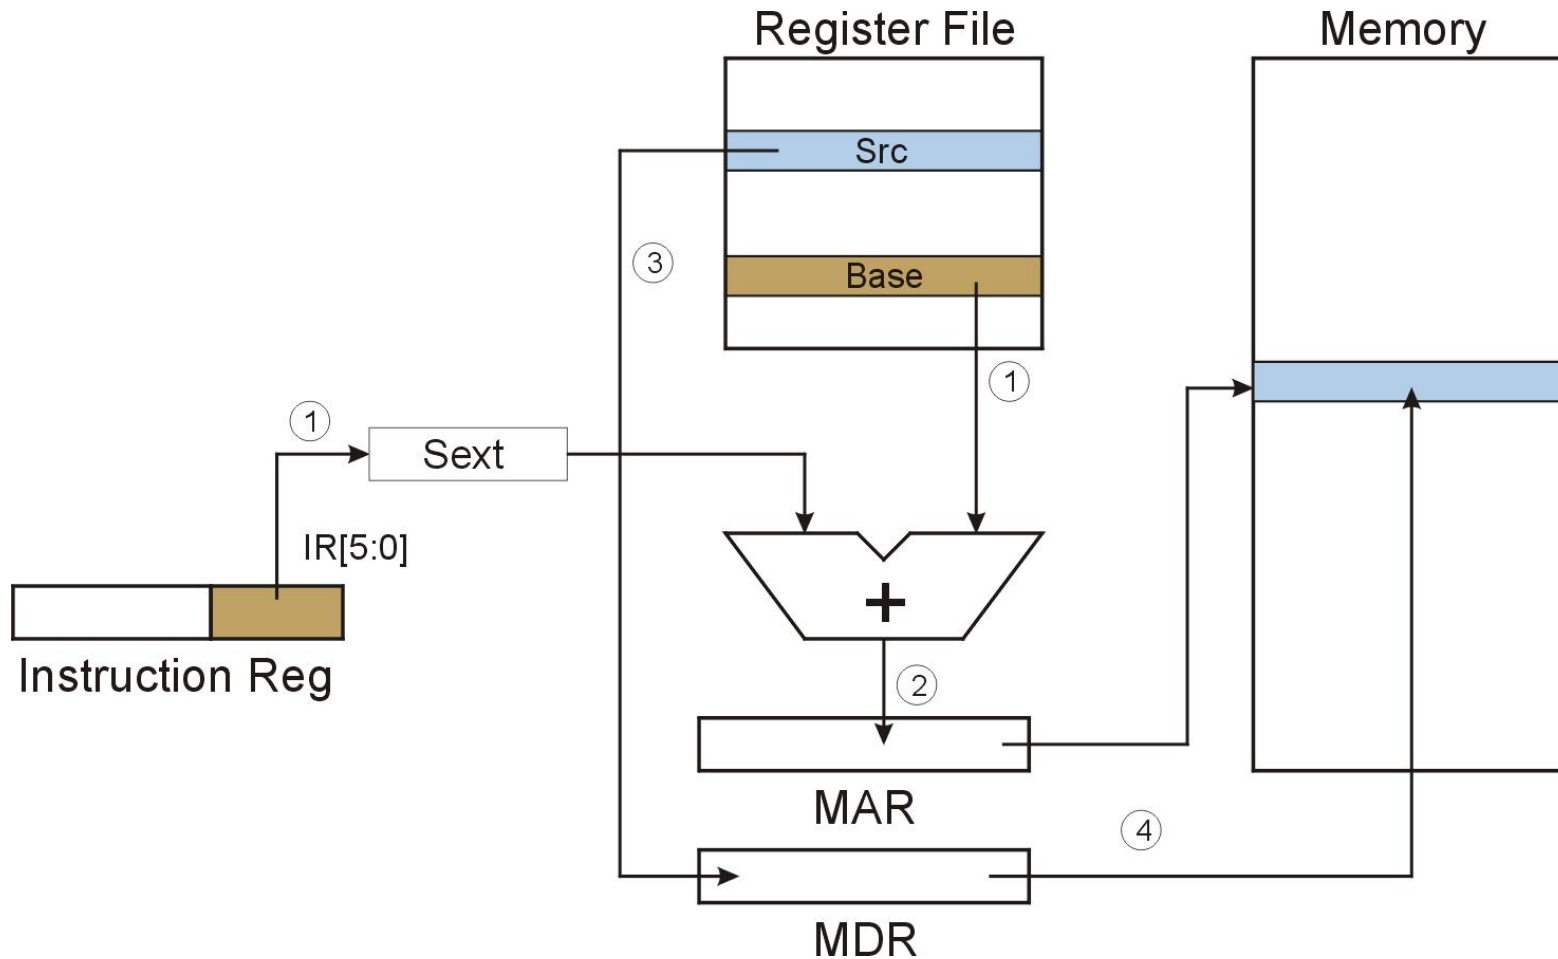 Register File
Memory
Src
3
Base
1
1
Sext
IR[5:0]
+
Instruction Reg
2
MAR
4
MDR